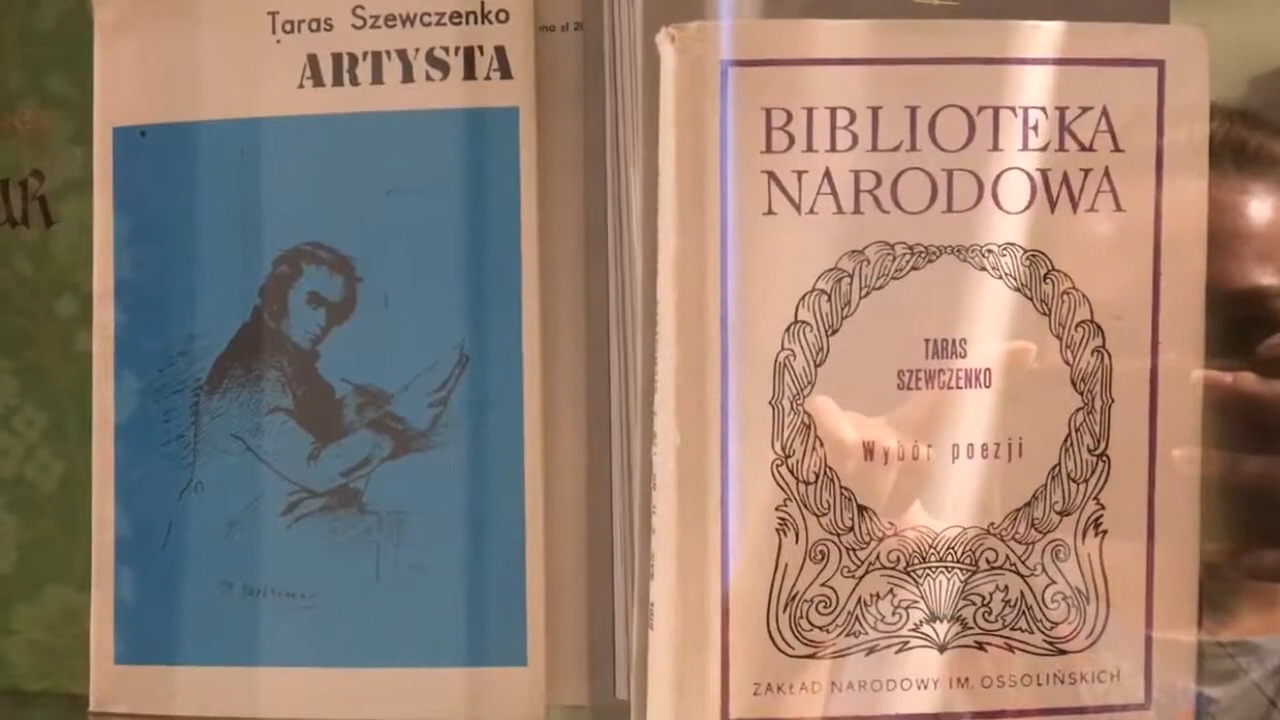 Taras Szewczenko
ARTYSTA
BIBLIOTEKA
NARODOWA
TARAS
SZEWCZENKO
Wybór poezji
ZAKŁAD NARODOWY IM. OSSOLIŃSKICH